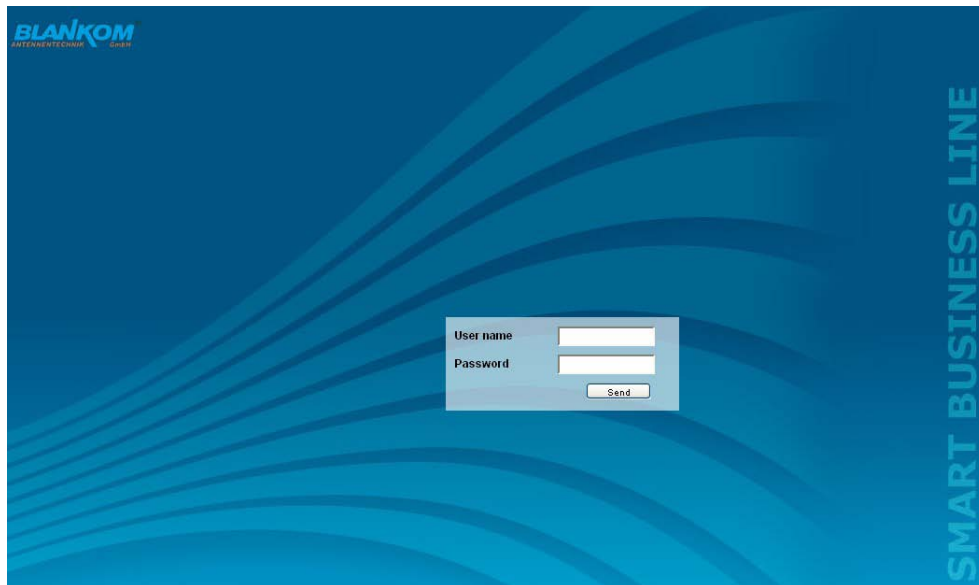 BLANKOM
ANTENNENTECHNIK GmbH
User name
Password
Send
SMART BUSINESS LINE